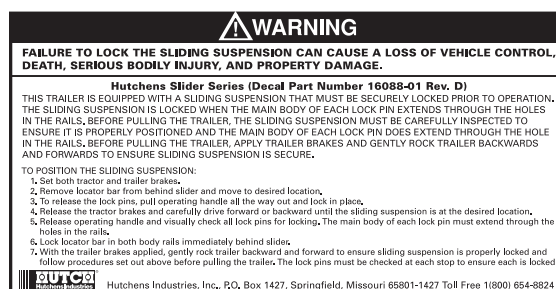 WARNING
FAILURE TO LOCK THE SLIDING SUSPENSION CAN CAUSE A LOSS OF VEHICLE CONTROL,
DEATH, SERIOUS BODILY INJURY, AND PROPERTY DAMAGE.
Hutchens Slider Series (Decal Part Number 16088-01 Rev. D)
THIS TRAILER IS EQUIPPED WITH A SLIDING SUSPENSION THAT MUST BE SECURELY LOCKED PRIOR TO OPERATION.
THE SLIDING SUSPENSION IS LOCKED WHEN THE MAIN BODY OF EACH LOCK PIN EXTENDS THROUGH THE HOLES
IN THE RAILS. BEFORE PULLING THE TRAILER, THE SLIDING SUSPENSION MUST BE CAREFULLY INSPECTED TO
ENSURE IT IS PROPERLY POSITIONED AND THE MAIN BODY OF EACH LOCK PIN DOES EXTEND THROUGH THE HOLE
IN THE RAILS. BEFORE PULLING THE TRAILER, APPLY TRAILER BRAKES AND GENTLY ROCK TRAILER BACKWARDS
AND FORWARDS TO ENSURE SLIDING SUSPENSION IS SECURE.
TO POSITION THE SLIDING SUSPENSION:
1. Set both tractor and trailer brakes.
2. Remove locator bar from behind slider and move to desired location.
3. To release the lock pins, pull operating handle all the way out and lock in place.
4. Release the tractor brakes and carefully drive forward or backward until the sliding suspension is at the desired location.
5. Release operating handle and visually check all lock pins for locking. The main body of each lock pin must extend through the
holes in the rails.
6. Lock locator bar in both body rails immediately behind slider.
7. With the trailer brakes applied, gently rock trailer backward and forward to ensure sliding suspension is properly locked and
follow procedures set out above before pulling the trailer. The lock pins must be checked at each stop to ensure each is locked
HUTCH
Hutchens Industries
Hutchens Industries, Inc., P.O. Box 1427, Springfield, Missouri 65801-1427 Toll Free 1(800) 654-8824